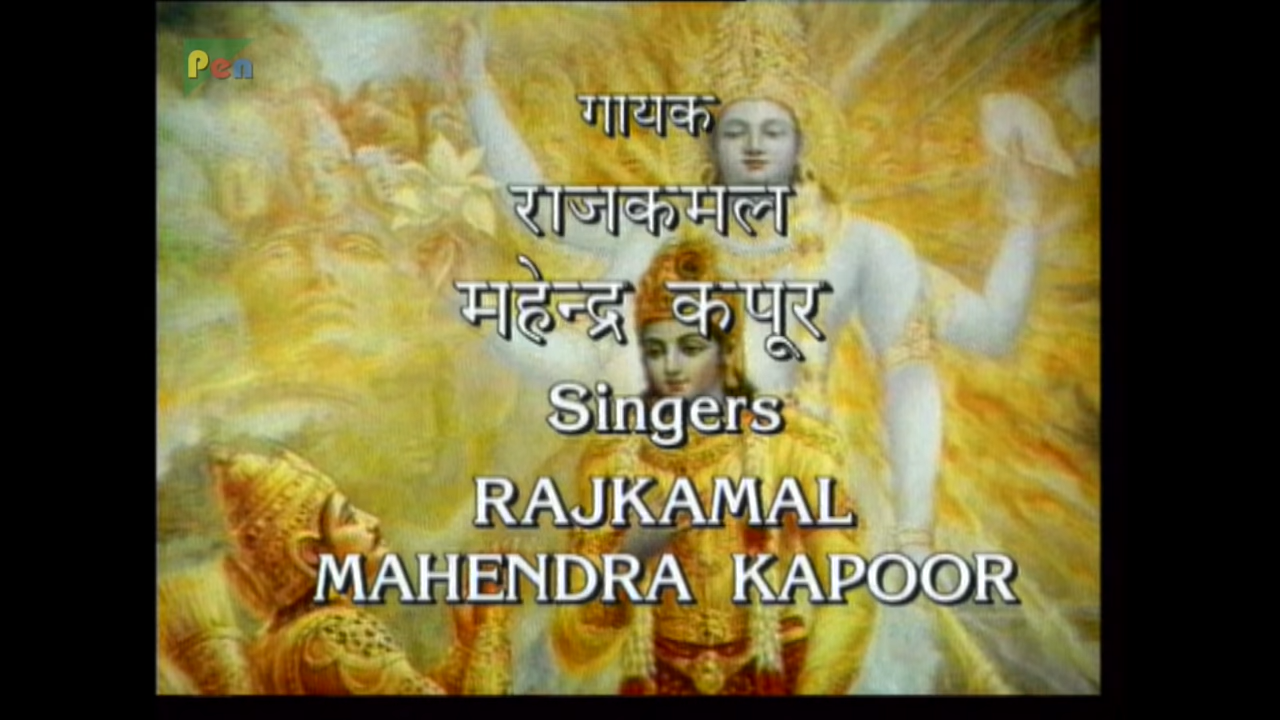 Pen
गायक
राजकमल
महेन्द्र कपूर
Singers
RAJKAMAL
MAHENDRA KAPOOR